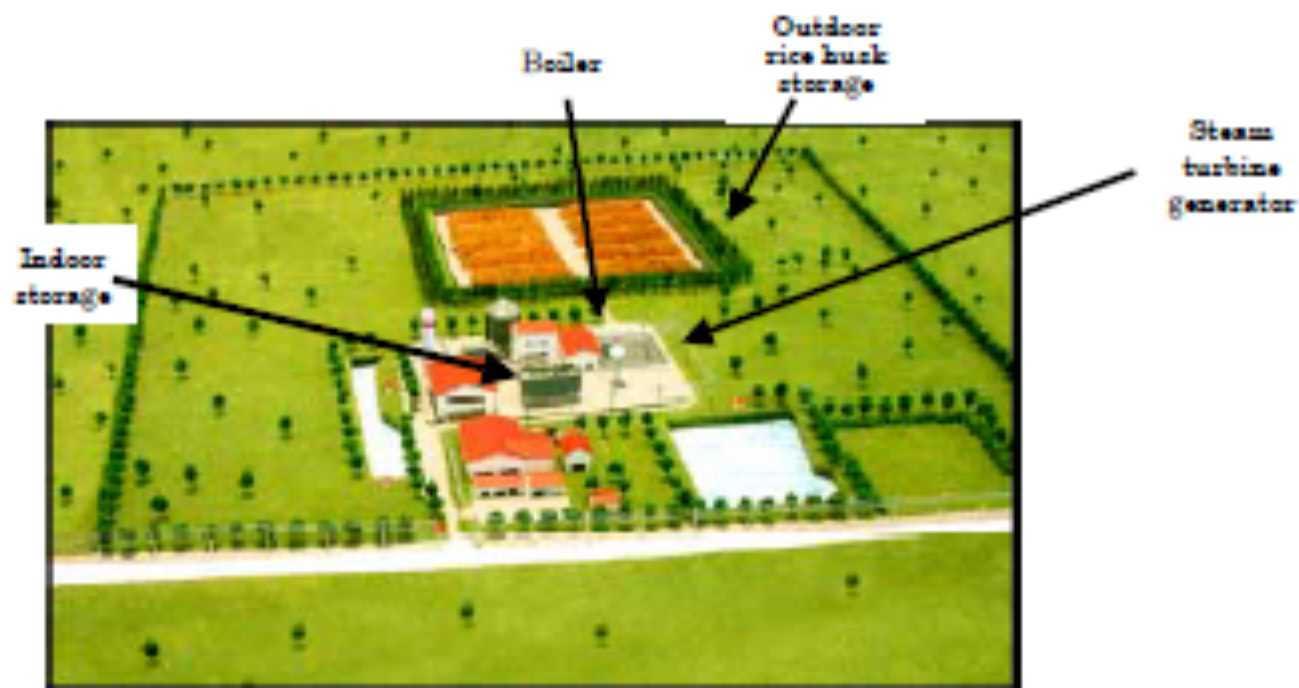 Outdoor
rice husk
storage
Boiler
Steam
turbine
generator
Indoor
storage